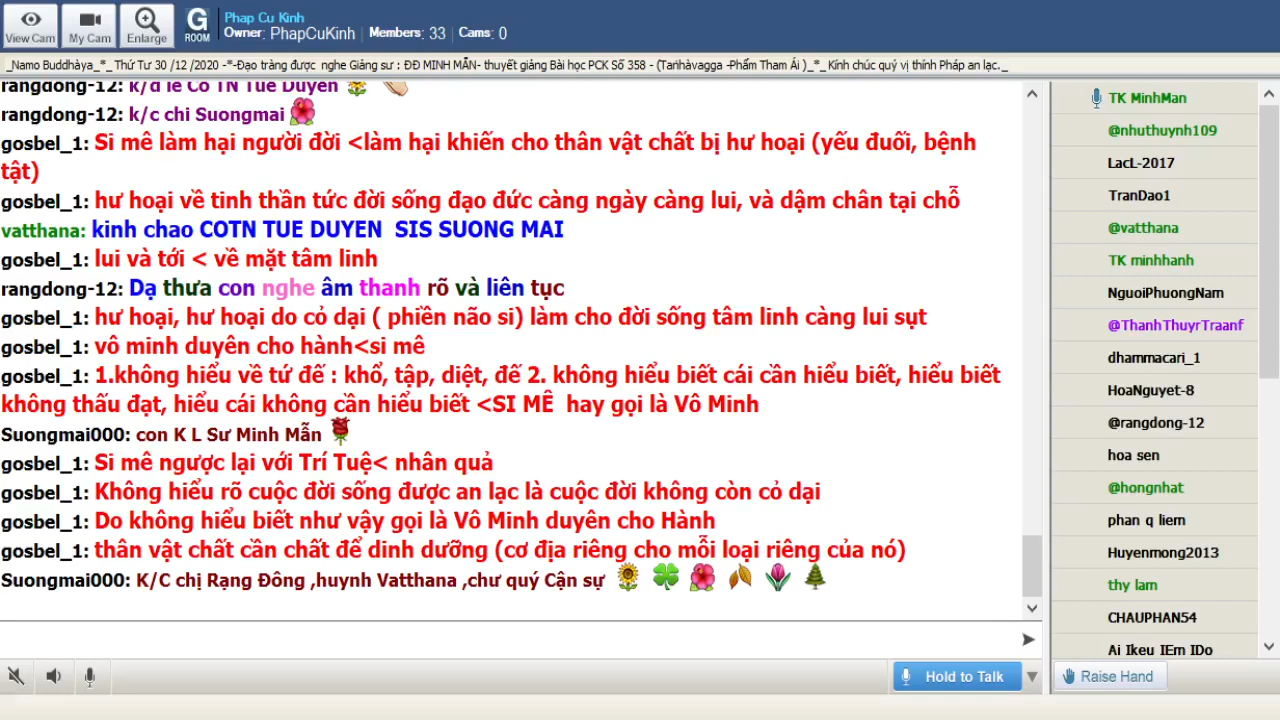 Phap Cu Kinh
Owner: PhapCuKinh Members: 33 Cams: 0
View Cam My Cam Enlarge G ROOM
_Namo Buddhàya_*_ Thứ Tư 30 /12 /2020 -*-Đạo tràng được nghe Giảng sư : ĐĐ MINH MẪN- thuyết giảng Bài học PCK Số 358 - (Taṅhàvagga -Phẩm Tham Ái )_*_ Kính chúc quý vị thính Pháp an lạc._
rangdong-12: k/đ lễ Cô TN Tuệ Duyên
rangdong-12: k/c chi Suongmai
gosbel_1: Si mê làm hại người đời <làm hại khiến cho thân vật chất bị hư hoại (yếu đuối, bệnh
tật)
gosbel_1: hư hoại về tinh thần tức đời sống đạo đức càng ngày càng lui, và dậm chân tại chỗ
vatthana: kinh chao COTN TUE DUYEN SIS SUONG MAI
gosbel_1: lui và tới < về mặt tâm linh
rangdong-12: Dạ thưa con nghe âm thanh rõ và liên tục
gosbel_1: hư hoại, hư hoại do cỏ dại ( phiền não si) làm cho đời sống tâm linh càng lui sụt
gosbel_1: vô minh duyên cho hành<si mê
gosbel_1: 1.không hiểu về tứ đế : khổ, tập, diệt, đế 2. không hiểu biết cái cần hiểu biết, hiểu biết
không thấu đạt, hiểu cái không cần hiểu biết <SI MÊ hay gọi là Vô Minh
Suongmai000: con K L Sư Minh Mẫn
gosbel_1: Si mê ngược lại với Trí Tuệ< nhân quả
gosbel_1: Không hiểu rõ cuộc đời sống được an lạc là cuộc đời không còn cỏ dại
gosbel_1: Do không hiểu biết như vậy gọi là Vô Minh duyên cho Hành
gosbel_1: thân vật chất cần chất để dinh dưỡng (cơ địa riêng cho mỗi loại riêng của nó)
Suongmai000: K/C chị Rạng Đông ,huynh Vatthana ,chư quý Cận sự
TK MinhMan
@nhuthuynh109
LacL-2017
TranDao1
@vatthana
TK minhhanh
NguoiPhuongNam
@ThanhThuyrTraanf
dhammacari_1
HoaNguyet-8
@rangdong-12
hoa sen
@hongnhat
phan q liem
Huyenmong2013
thy lam
CHAUPHAN54
Ai Ikeu IEm IDo
Hold to Talk
Raise Hand